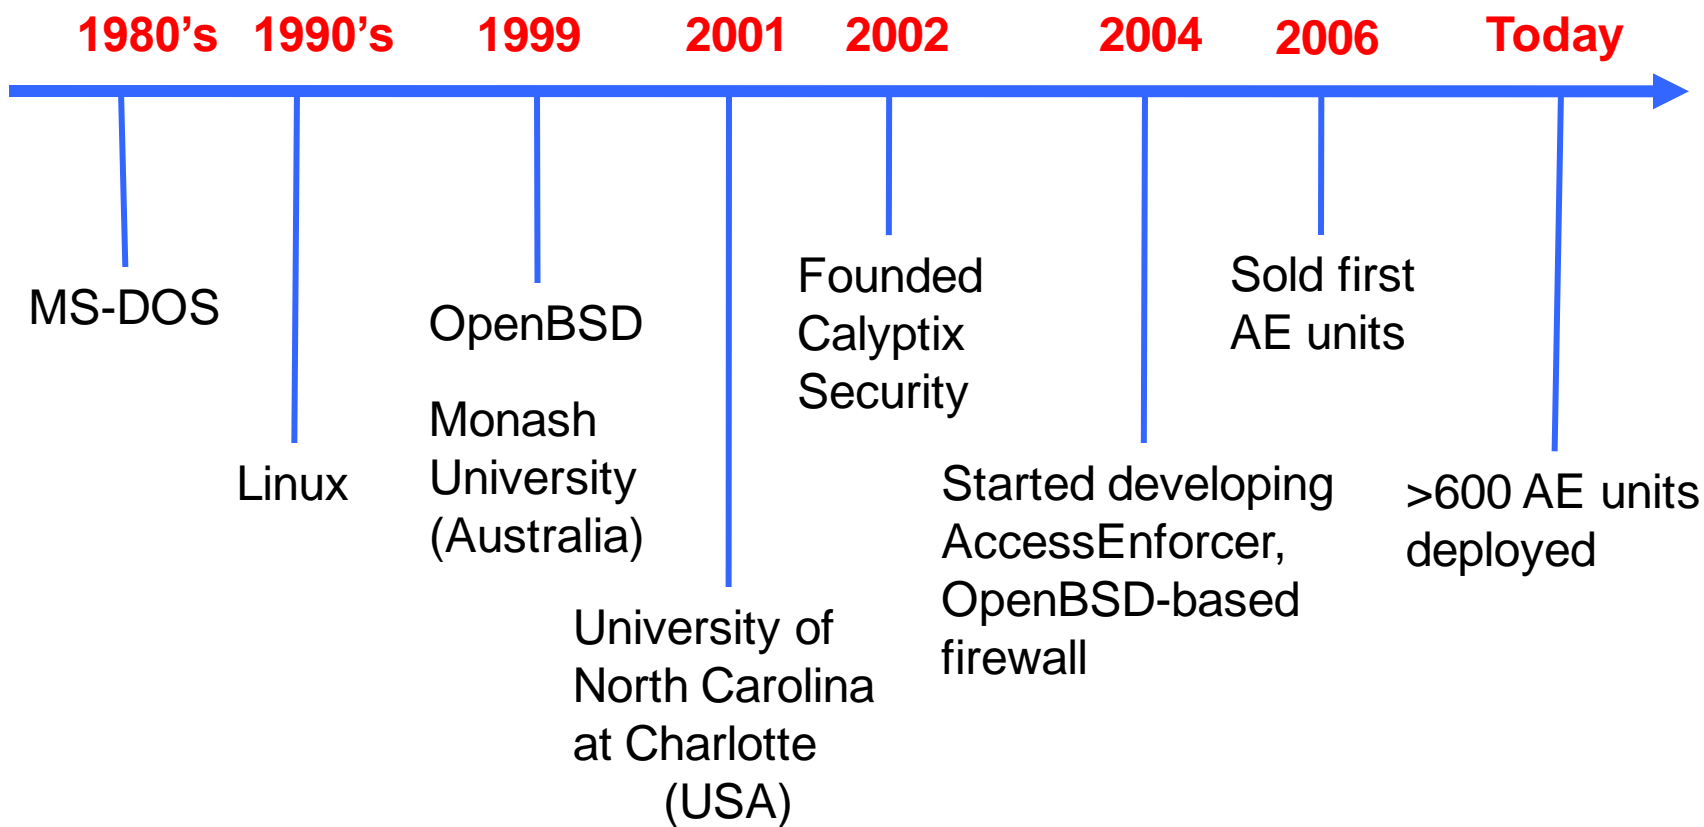 1980’s 1990’s 1999 2001 2002 2004 2006 Today
MS-DOS
Linux
OpenBSD
Monash
University
(Australia)
University of
North Carolina
at Charlotte
(USA)
Founded
Calyptix
Security
Started developing
AccessEnforcer,
OpenBSD-based
firewall
Sold first
AE units
>600 AE units
deployed